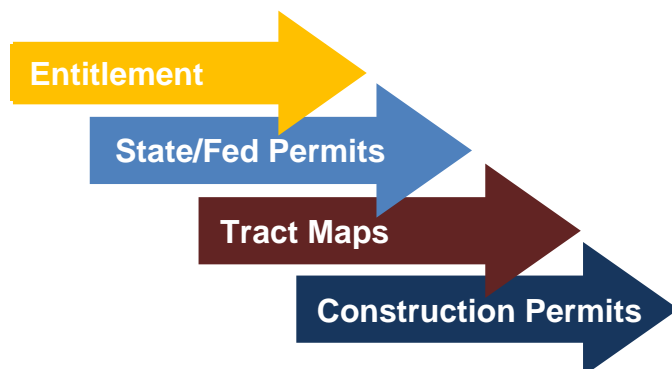 Entitlement
State/Fed Permits
Tract Maps
Construction Permits